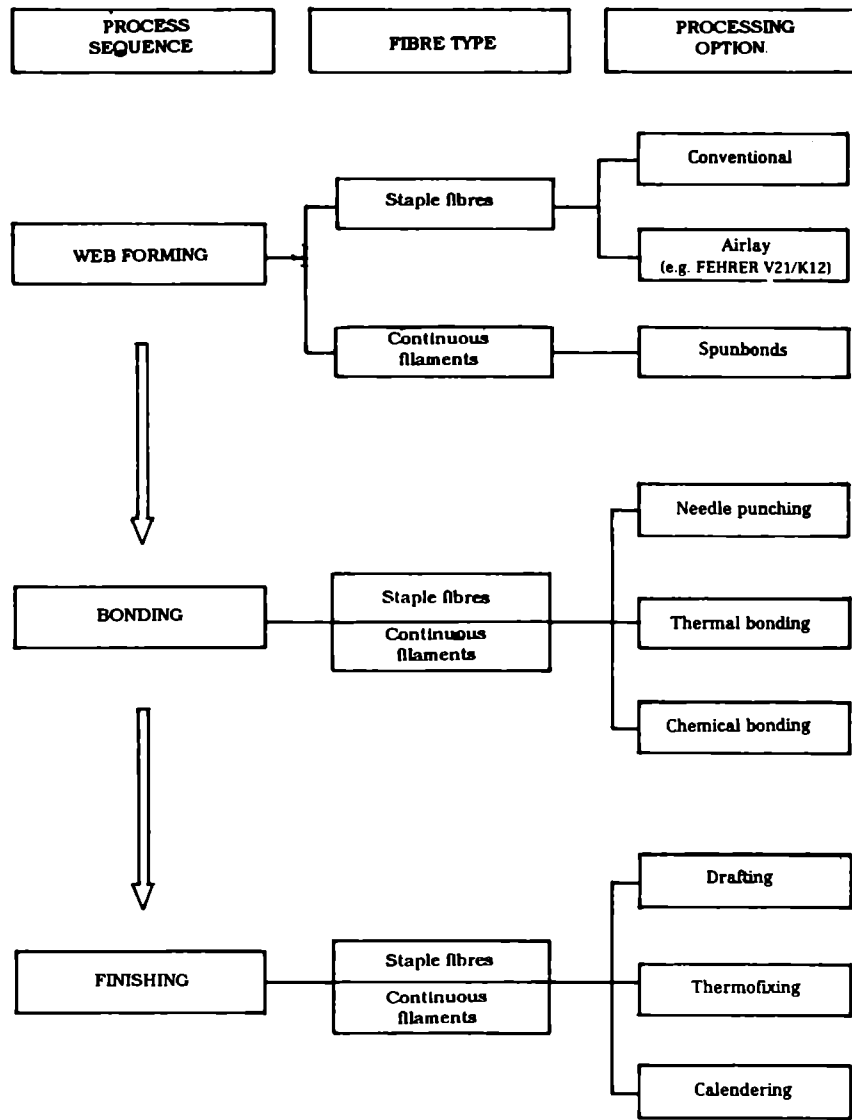 PROCESS
SEQUENCE
FIBRE TYPE
PROCESSING
OPTION.
WEB FORMING
Staple fibres
Continuous
filaments
Conventional
Airlay
(e.g. FEHRER V21/K12)
Spunbonds
BONDING
Staple fibres
Continuous
filaments
Needle punching
Thermal bonding
Chemical bonding
FINISHING
Staple fibres
Continuous
filaments
Drafting
Thermofixing
Calendering